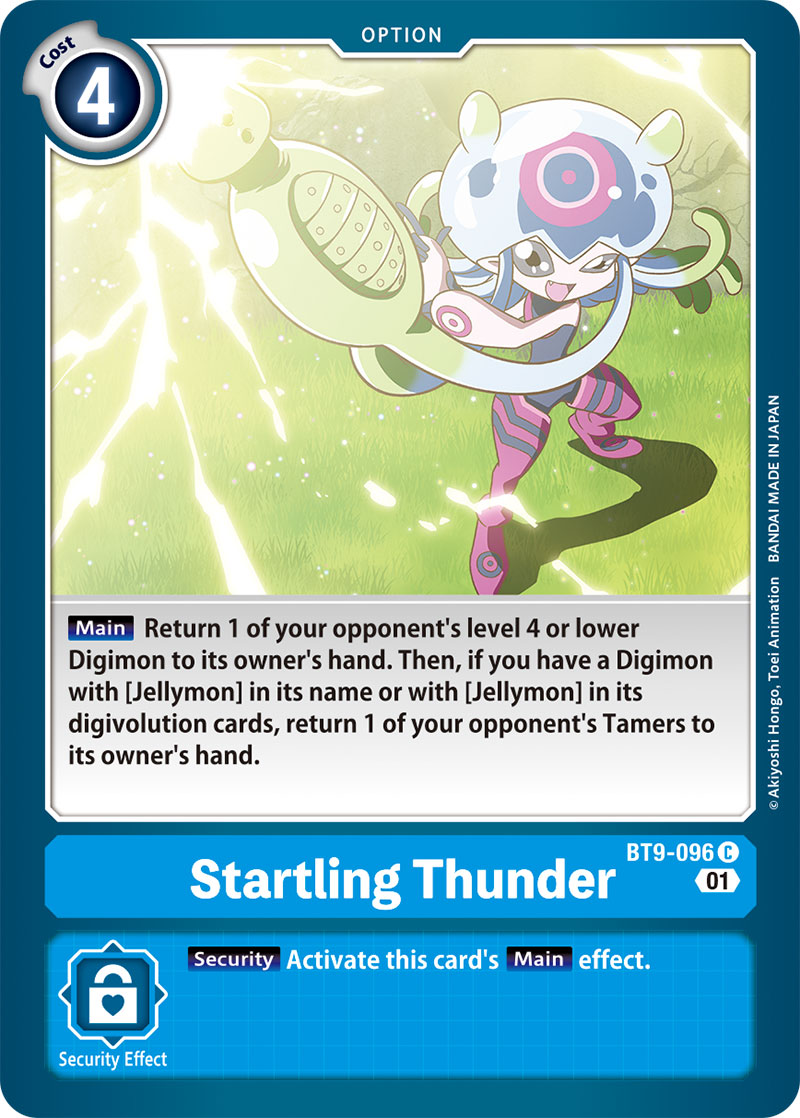 OPTION
Cost
4
Main Return 1 of your opponent's level 4 or lower
Digimon to its owner's hand. Then, if you have a Digimon
with [Jellymon] in its name or with [Jellymon] in its
digivolution cards, return 1 of your opponent's Tamers to
its owner's hand.
© Akiyoshi Hongo, Toei Animation BANDAI MADE IN JAPAN
BT9-096 C
Startling Thunder
01
Security Activate this card's Main effect.
Security Effect